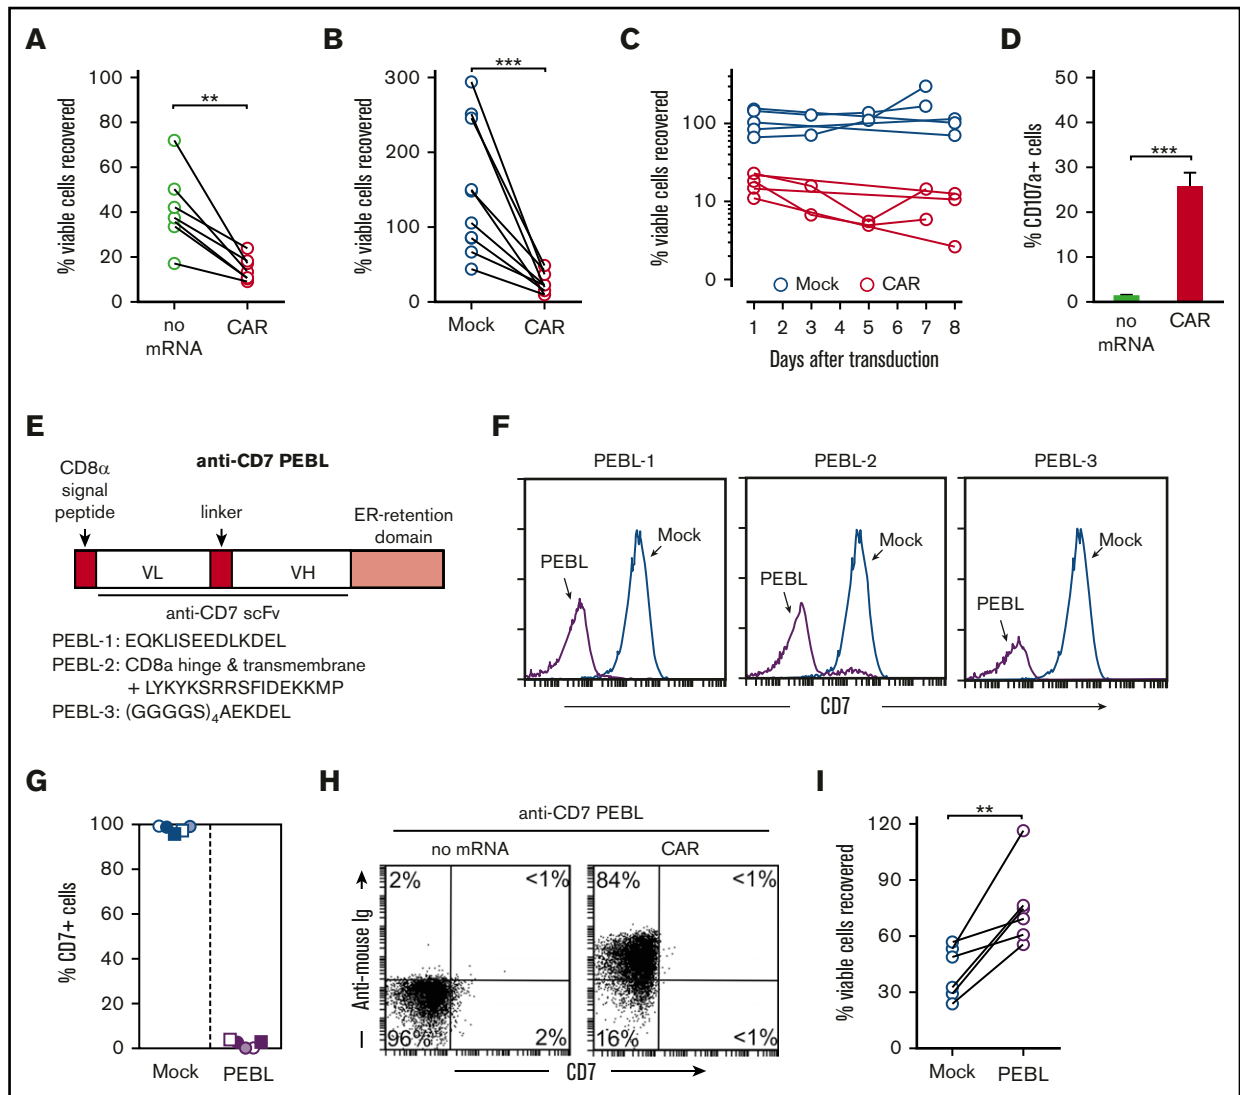 A
% viable cells recovered
100
80
60
40
20
0
**
no
mRNA
CAR
B
% viable cells recovered
300
200
100
0
***
Mock
CAR
C
% viable cells recovered
100
10
0
Mock
CAR
1 2 3 4 5 6 7 8
Days after transduction
D
% CD107a+ cells
50
40
30
20
10
0
***
no
mRNA
CAR
E
anti-CD7 PEBL
CD8α
signal
peptide
linker
ER-retention
domain
VL
VH
anti-CD7 scFv
PEBL-1: EQKLISEEDLKDEL
PEBL-2: CD8a hinge & transmembrane
+ LYKYKSRRSFIDEKKMP
PEBL-3: (GGGGS)4AEKDEL
F
PEBL-1
PEBL-2
PEBL-3
PEBL
Mock
PEBL
Mock
PEBL
Mock
CD7
G
% CD7+ cells
100
80
60
40
20
0
Mock
PEBL
H
anti-CD7 PEBL
no mRNA
CAR
Anti-mouse Ig
2%
<1%
96%
2%
84%
<1%
16%
<1%
CD7
I
% viable cells recovered
120
90
60
30
0
**
Mock
PEBL